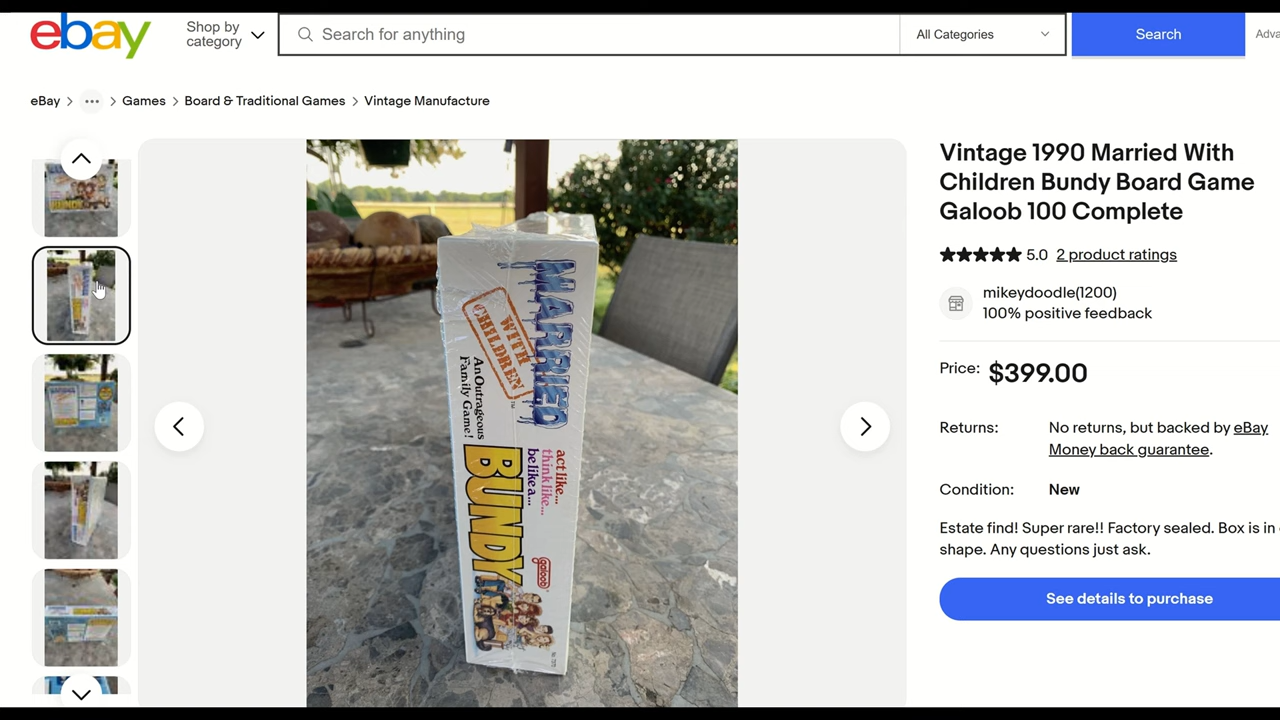 ebay
Shop by
category
Search for anything
All Categories
Search
Adva
eBay
Games
Board & Traditional Games
Vintage Manufacture
Vintage 1990 Married With
Children Bundy Board Game
Galoob 100 Complete
5.0 2 product ratings
mikeydoodle(1200)
100% positive feedback
Price: $399.00
Returns: No returns, but backed by eBay
Money back guarantee.
Condition: New
Estate find! Super rare!! Factory sealed. Box is in
shape. Any questions just ask.
See details to purchase
MARRIED
WITH
CHILDREN
An Outrageous
Family Game!
act like...
think like...
be like a...
BUNDY
galoob